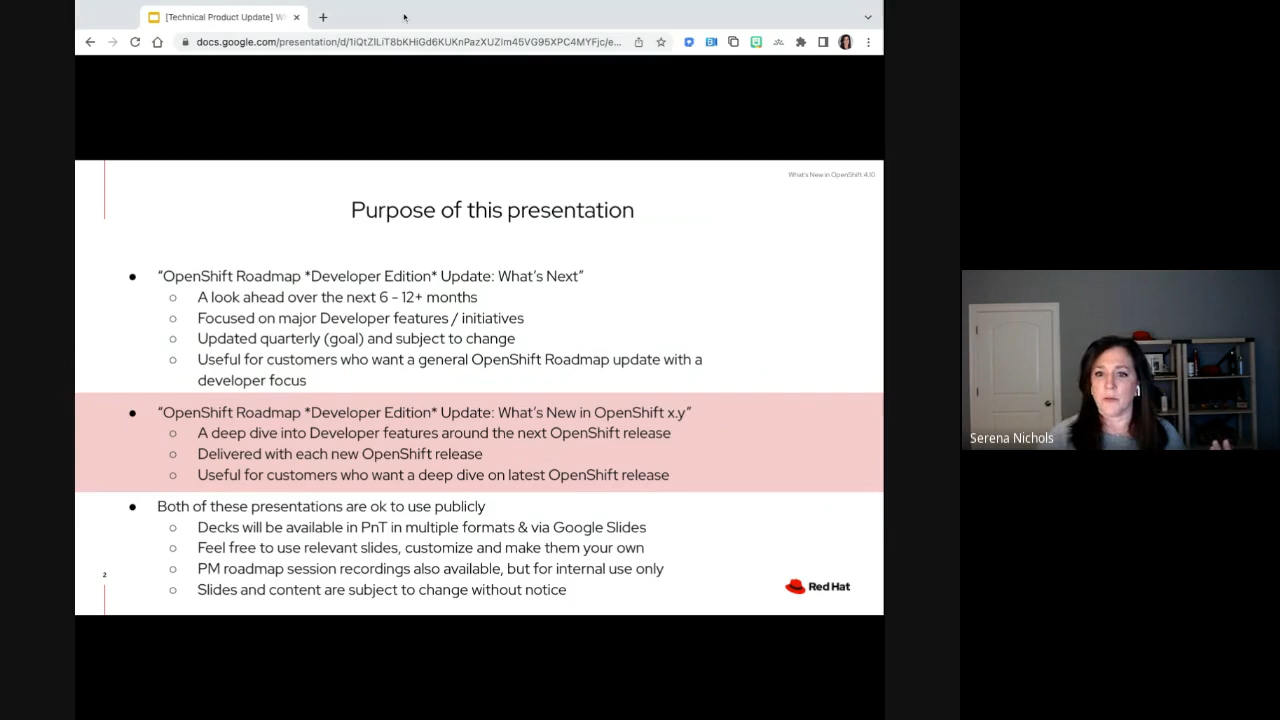 [Technical Product Update] W
docs.google.com/presentation/d/1iQtZlLiT8bKHiGd6KUKnPazXUZIm45VG95XPC4MYFjc/e...
What's New in OpenShift 4.10
Purpose of this presentation
● “OpenShift Roadmap *Developer Edition* Update: What’s Next”
○ A look ahead over the next 6 - 12+ months
○ Focused on major Developer features / initiatives
○ Updated quarterly (goal) and subject to change
○ Useful for customers who want a general OpenShift Roadmap update with a
developer focus
● “OpenShift Roadmap *Developer Edition* Update: What’s New in OpenShift x.y”
○ A deep dive into Developer features around the next OpenShift release
○ Delivered with each new OpenShift release
○ Useful for customers who want a deep dive on latest OpenShift release
● Both of these presentations are ok to use publicly
○ Decks will be available in PnT in multiple formats & via Google Slides
○ Feel free to use relevant slides, customize and make them your own
○ PM roadmap session recordings also available, but for internal use only
○ Slides and content are subject to change without notice
2
Red Hat
Serena Nichols